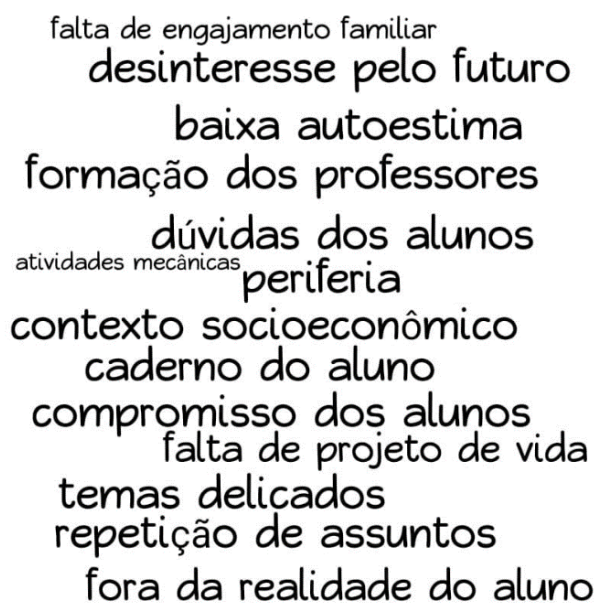 falta de engajamento familiar
desinteresse pelo futuro
baixa autoestima
formação dos professores
dúvidas dos alunos
atividades mecânicas
periferia
contexto socioeconômico
caderno do aluno
compromisso dos alunos
falta de projeto de vida
temas delicados
repetição de assuntos
fora da realidade do aluno